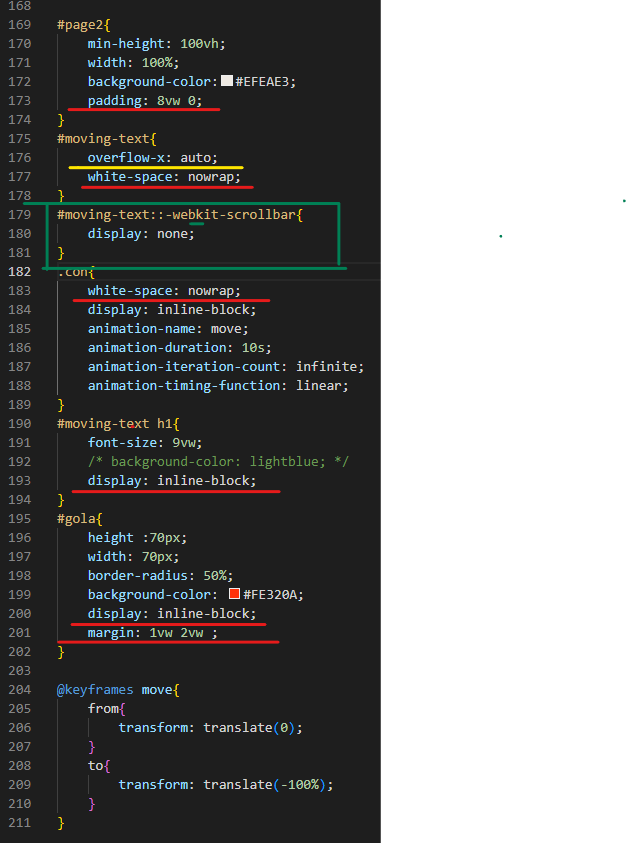 168
169 #page2{
170     min-height: 100vh;
171     width: 100%;
172     background-color: #EFEAE3;
173     padding: 8vw 0;
174 }
175 #moving-text{
176     overflow-x: auto;
177     white-space: nowrap;
178 }
179 #moving-text::-webkit-scrollbar{
180     display: none;
181 }
182 .con{
183     white-space: nowrap;
184     display: inline-block;
185     animation-name: move;
186     animation-duration: 10s;
187     animation-iteration-count: infinite;
188     animation-timing-function: linear;
189 }
190 #moving-text h1{
191     font-size: 9vw;
192     /* background-color: lightblue; */
193     display: inline-block;
194 }
195 #gola{
196     height :70px;
197     width: 70px;
198     border-radius: 50%;
199     background-color: #FE320A;
200     display: inline-block;
201     margin: 1vw 2vw ;
202 }
203
204 @keyframes move{
205     from{
206         transform: translate(0);
207     }
208     to{
209         transform: translate(-100%);
210     }
211 }